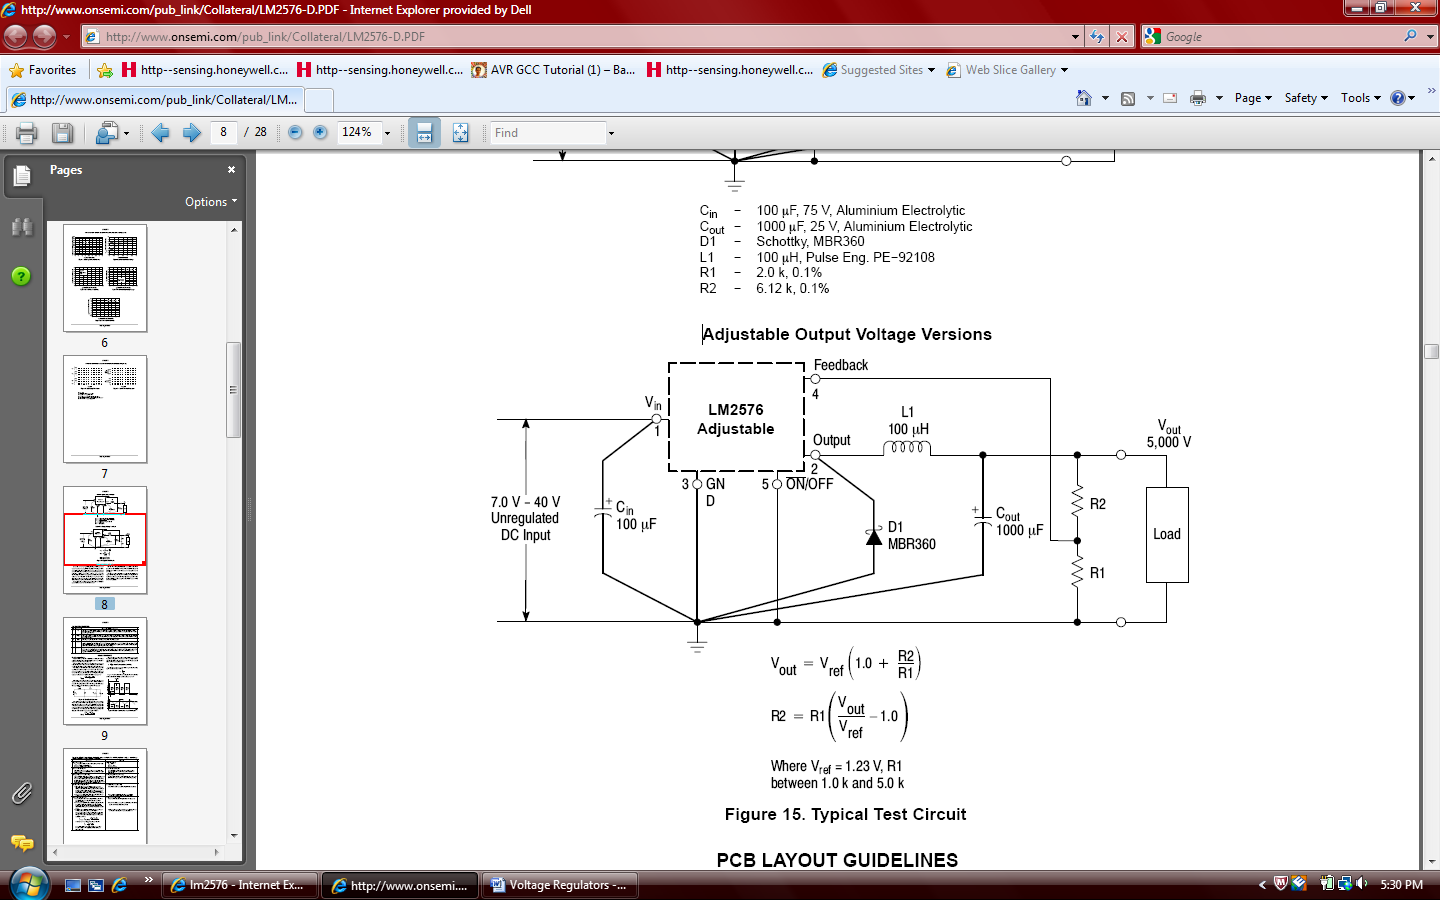 http://www.onsemi.com/pub_link/Collateral/LM2576-D.PDF - Internet Explorer provided by Dell
http://www.onsemi.com/pub_link/Collateral/LM2576-D.PDF
Google
Favorites
http--sensing.honeywell.c...
http--sensing.honeywell.c...
AVR GCC Tutorial (1) – Ba...
http--sensing.honeywell.c...
Suggested Sites
Web Slice Gallery
http://www.onsemi.com/pub_link/Collateral/LM...
Page
Safety
Tools
8 / 28
124%
Find
Pages
Options
6
7
8
9
Cin – 100 μF, 75 V, Aluminium Electrolytic
Cout – 1000 μF, 25 V, Aluminium Electrolytic
D1 – Schottky, MBR360
L1 – 100 μH, Pulse Eng. PE−92108
R1 – 2.0 k, 0.1%
R2 – 6.12 k, 0.1%
Adjustable Output Voltage Versions
Feedback
4
Vin
1
LM2576
Adjustable
L1
100 μH
Output
2
Vout
5,000 V
3
GN
D
5
ON/OFF
7.0 V – 40 V
Unregulated
DC Input
+
Cin
100 μF
D1
MBR360
+
Cout
1000 μF
R2
R1
Load
Vout = Vref (1.0 + R2/R1)
R2 = R1 (Vout/Vref – 1.0)
Where Vref = 1.23 V, R1
between 1.0 k and 5.0 k
Figure 15. Typical Test Circuit
PCB LAYOUT GUIDELINES
lm2576 - Internet Ex...
http://www.onsemi....
Voltage Regulators -...
5:30 PM